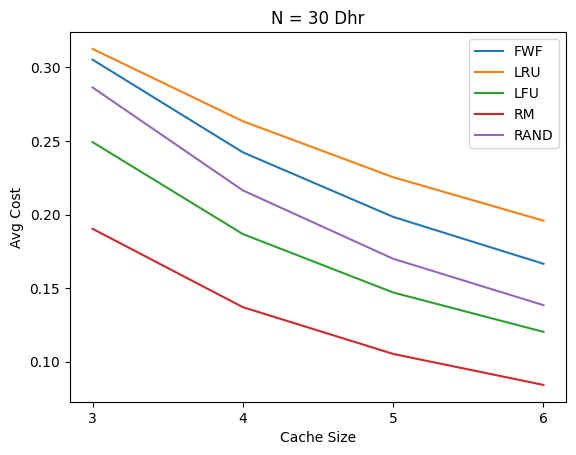 N = 30 Dhr
FWF
LRU
LFU
RM
RAND
Avg Cost
0.30
0.25
0.20
0.15
0.10
3 4 5 6
Cache Size